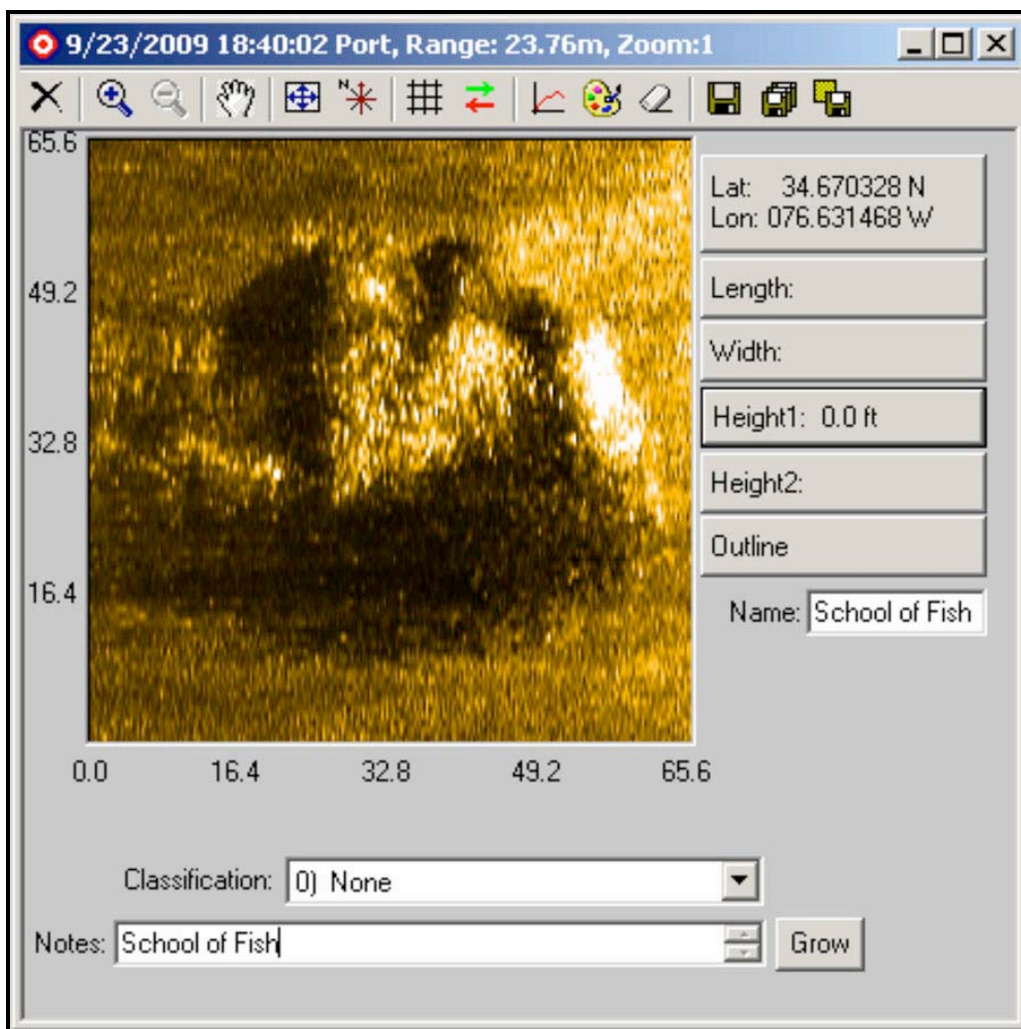 9/23/2009 18:40:02 Port, Range: 23.76m, Zoom:1
N
65.6
49.2
32.8
16.4
0.0 16.4 32.8 49.2 65.6
Lat: 34.670328 N
Lon: 076.631468 W
Length:
Width:
Height1: 0.0 ft
Height2:
Outline
Name: School of Fish
Classification: 0) None
Notes: School of Fish
Grow